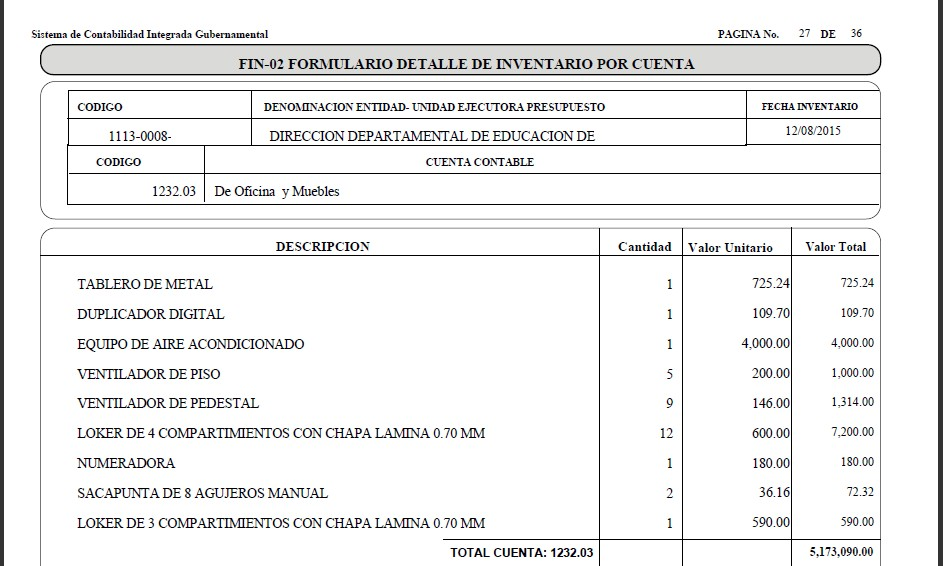 Sistema de Contabilidad Integrada Gubernamental PAGINA No. 27 DE 36
FIN-02 FORMULARIO DETALLE DE INVENTARIO POR CUENTA
CODIGO DENOMINACION ENTIDAD- UNIDAD EJECUTORA PRESUPUESTO FECHA INVENTARIO
1113-0008- DIRECCION DEPARTAMENTAL DE EDUCACION DE 12/08/2015
CODIGO CUENTA CONTABLE
1232.03 De Oficina y Muebles
DESCRIPCION Cantidad Valor Unitario Valor Total
TABLERO DE METAL 1 725.24 725.24
DUPLICADOR DIGITAL 1 109.70 109.70
EQUIPO DE AIRE ACONDICIONADO 1 4,000.00 4,000.00
VENTILADOR DE PISO 5 200.00 1,000.00
VENTILADOR DE PEDESTAL 9 146.00 1,314.00
LOKER DE 4 COMPARTIMIENTOS CON CHAPA LAMINA 0.70 MM 12 600.00 7,200.00
NUMERADORA 1 180.00 180.00
SACAPUNTA DE 8 AGUJEROS MANUAL 2 36.16 72.32
LOKER DE 3 COMPARTIMIENTOS CON CHAPA LAMINA 0.70 MM 1 590.00 590.00
TOTAL CUENTA: 1232.03 5,173,090.00